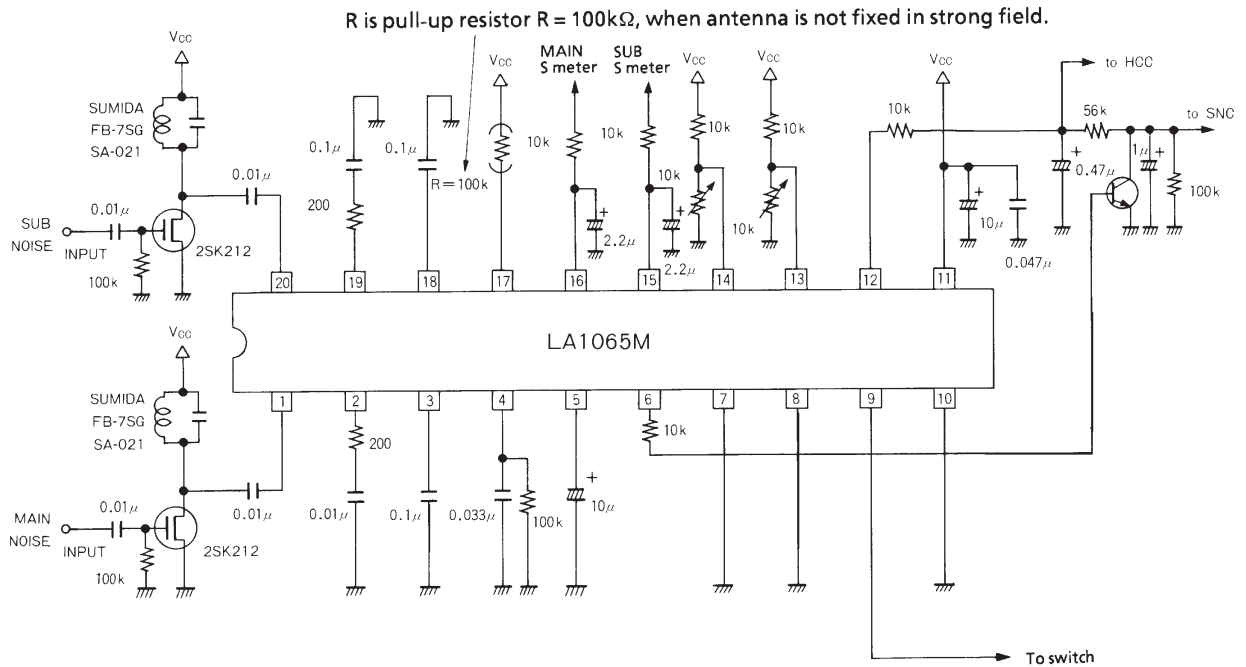 R is pull-up resistor R = 100kΩ, when antenna is not fixed in strong field.
Vcc
SUMIDA
FB-7SG
SA-021
0.01μ
0.01μ
SUB
NOISE
INPUT
2SK212
100k
0.1μ
200
0.1μ
R=100k
Vcc
10k
MAIN
S meter
10k
2.2μ
SUB
S meter
10k
2.2μ
Vcc
10k
Vcc
10k
10k
Vcc
10k
10μ
0.047μ
to HCC
56k
to SNC
0.47μ
1μ
100k
20
19
18
17
16
15
14
13
12
11
LA1065M
1
2
3
4
5
6
7
8
9
10
Vcc
SUMIDA
FB-7SG
SA-021
0.01μ
0.01μ
MAIN
NOISE
INPUT
2SK212
100k
200
0.01μ
0.1μ
0.033μ
100k
10μ
10k
To switch